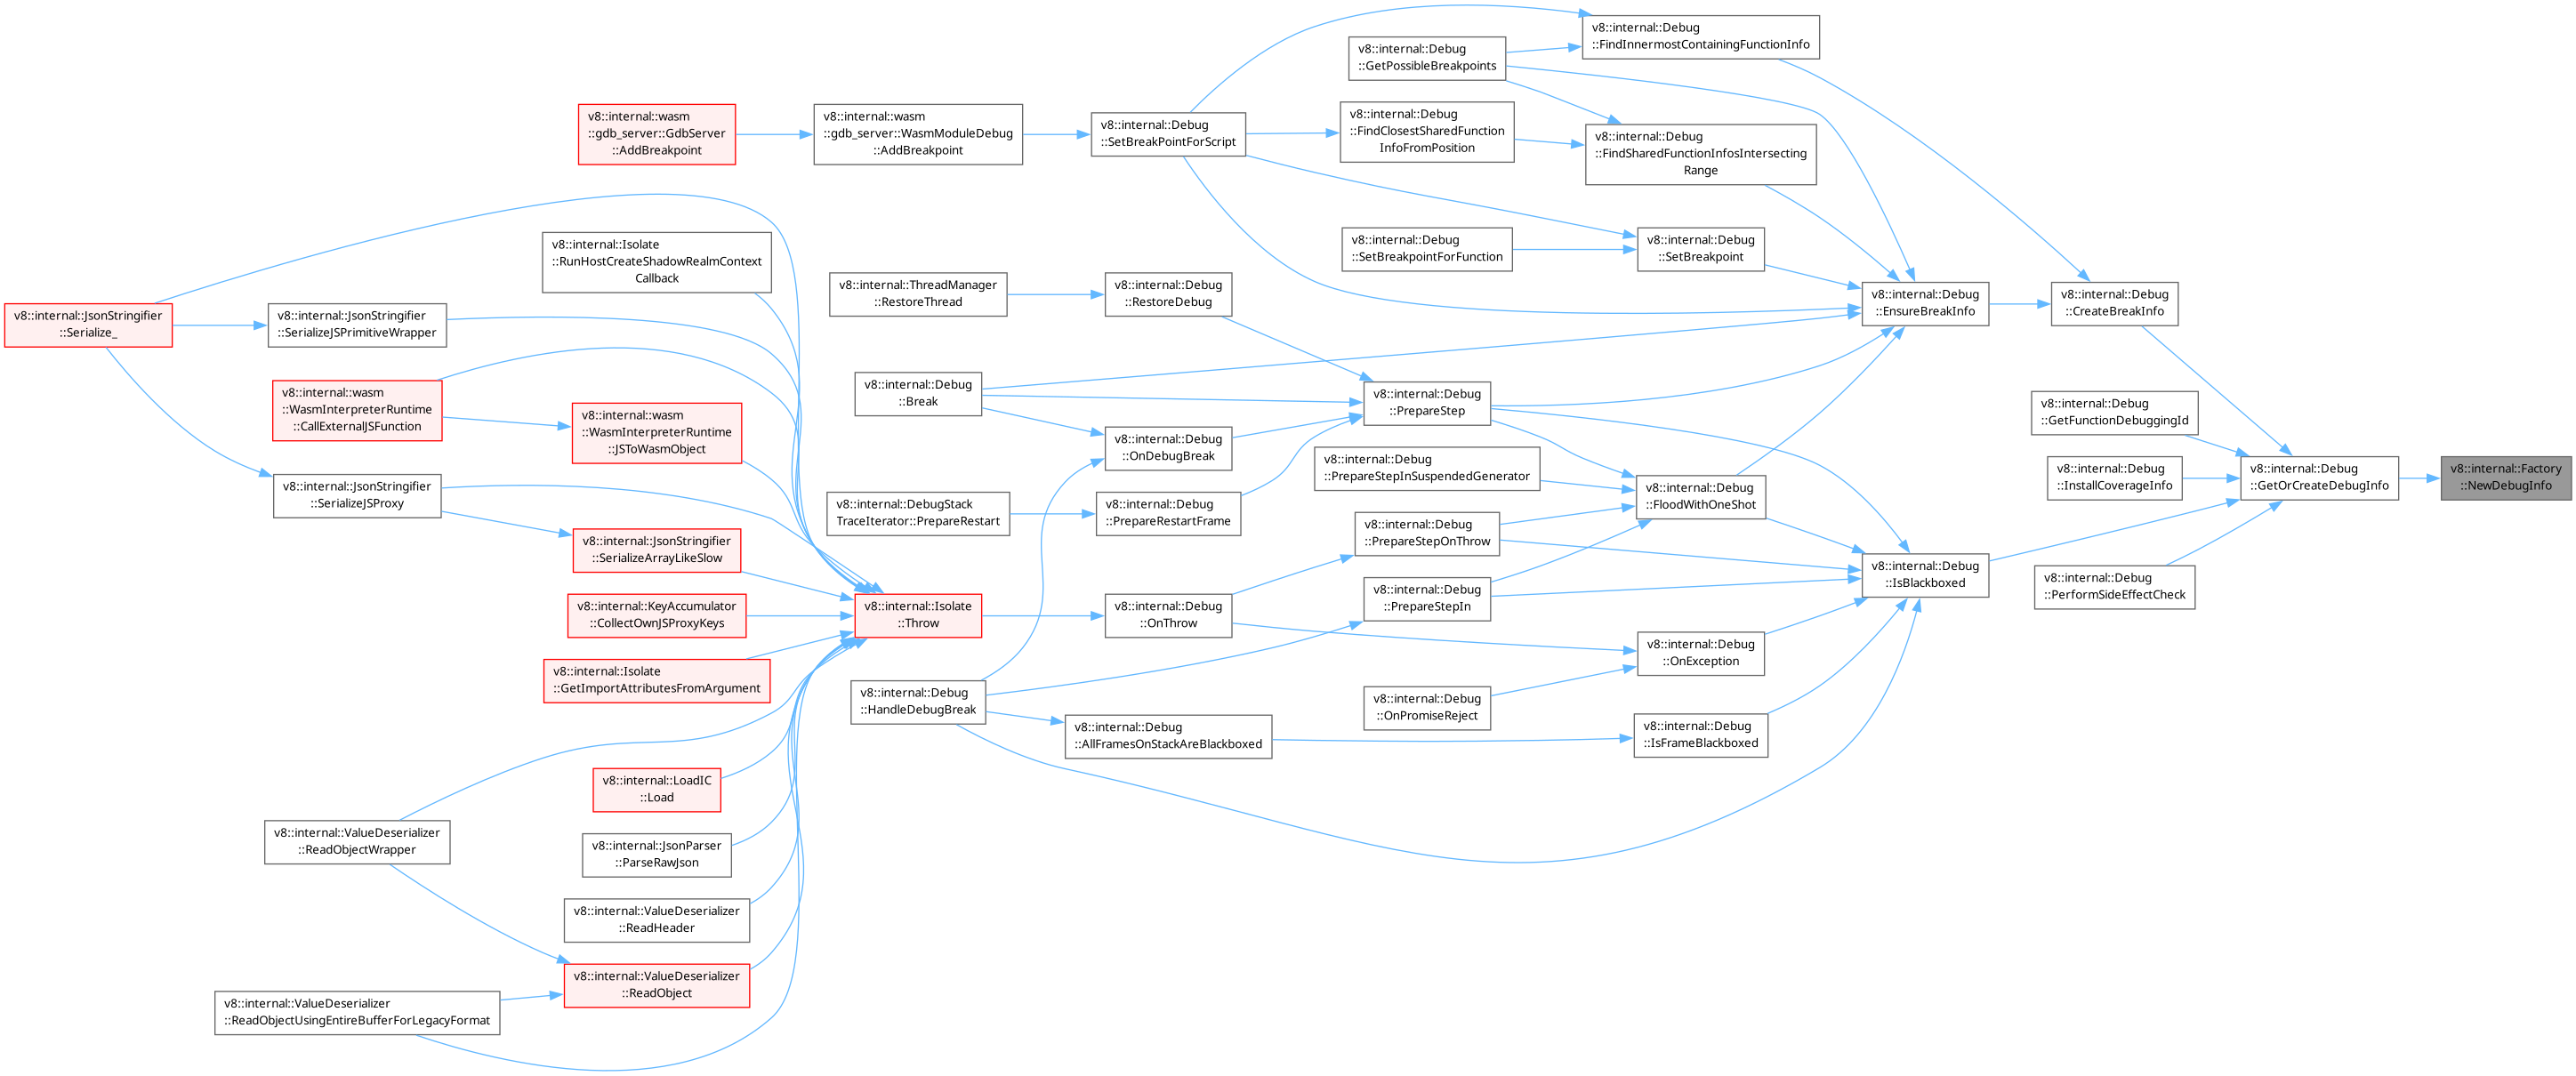 v8::internal::Debug
::FindInnermostContainingFunctionInfo
v8::internal::Debug
::GetPossibleBreakpoints
v8::internal::wasm
::gdb_server::GdbServer
::AddBreakpoint
v8::internal::wasm
::gdb_server::WasmModuleDebug
::AddBreakpoint
v8::internal::Debug
::SetBreakPointForScript
v8::internal::Debug
::FindClosestSharedFunction
InfoFromPosition
v8::internal::Debug
::FindSharedFunctionInfosIntersecting
Range
v8::internal::Isolate
::RunHostCreateShadowRealmContext
Callback
v8::internal::Debug
::SetBreakpointForFunction
v8::internal::Debug
::SetBreakpoint
v8::internal::ThreadManager
::RestoreThread
v8::internal::Debug
::RestoreDebug
v8::internal::Debug
::EnsureBreakInfo
v8::internal::Debug
::CreateBreakInfo
v8::internal::JsonStringifier
::Serialize_
v8::internal::JsonStringifier
::SerializeJSPrimitiveWrapper
v8::internal::Debug
::Break
v8::internal::Debug
::PrepareStep
v8::internal::wasm
::WasmInterpreterRuntime
::CallExternalJSFunction
v8::internal::wasm
::WasmInterpreterRuntime
::JSToWasmObject
v8::internal::Debug
::GetFunctionDebuggingId
v8::internal::Debug
::OnDebugBreak
v8::internal::Debug
::PrepareStepInSuspendedGenerator
v8::internal::Debug
::InstallCoverageInfo
v8::internal::Debug
::GetOrCreateDebugInfo
v8::internal::Factory
::NewDebugInfo
v8::internal::JsonStringifier
::SerializeJSProxy
v8::internal::DebugStack
TraceIterator::PrepareRestart
v8::internal::Debug
::PrepareRestartFrame
v8::internal::Debug
::FloodWithOneShot
v8::internal::Debug
::PrepareStepOnThrow
v8::internal::JsonStringifier
::SerializeArrayLikeSlow
v8::internal::Debug
::IsBlackboxed
v8::internal::Debug
::PerformSideEffectCheck
v8::internal::Debug
::PrepareStepIn
v8::internal::KeyAccumulator
::CollectOwnJSProxyKeys
v8::internal::Isolate
::Throw
v8::internal::Debug
::OnThrow
v8::internal::Debug
::OnException
v8::internal::Isolate
::GetImportAttributesFromArgument
v8::internal::Debug
::HandleDebugBreak
v8::internal::Debug
::OnPromiseReject
v8::internal::Debug
::AllFramesOnStackAreBlackboxed
v8::internal::Debug
::IsFrameBlackboxed
v8::internal::LoadIC
::Load
v8::internal::ValueDeserializer
::ReadObjectWrapper
v8::internal::JsonParser
::ParseRawJson
v8::internal::ValueDeserializer
::ReadHeader
v8::internal::ValueDeserializer
::ReadObject
v8::internal::ValueDeserializer
::ReadObjectUsingEntireBufferForLegacyFormat